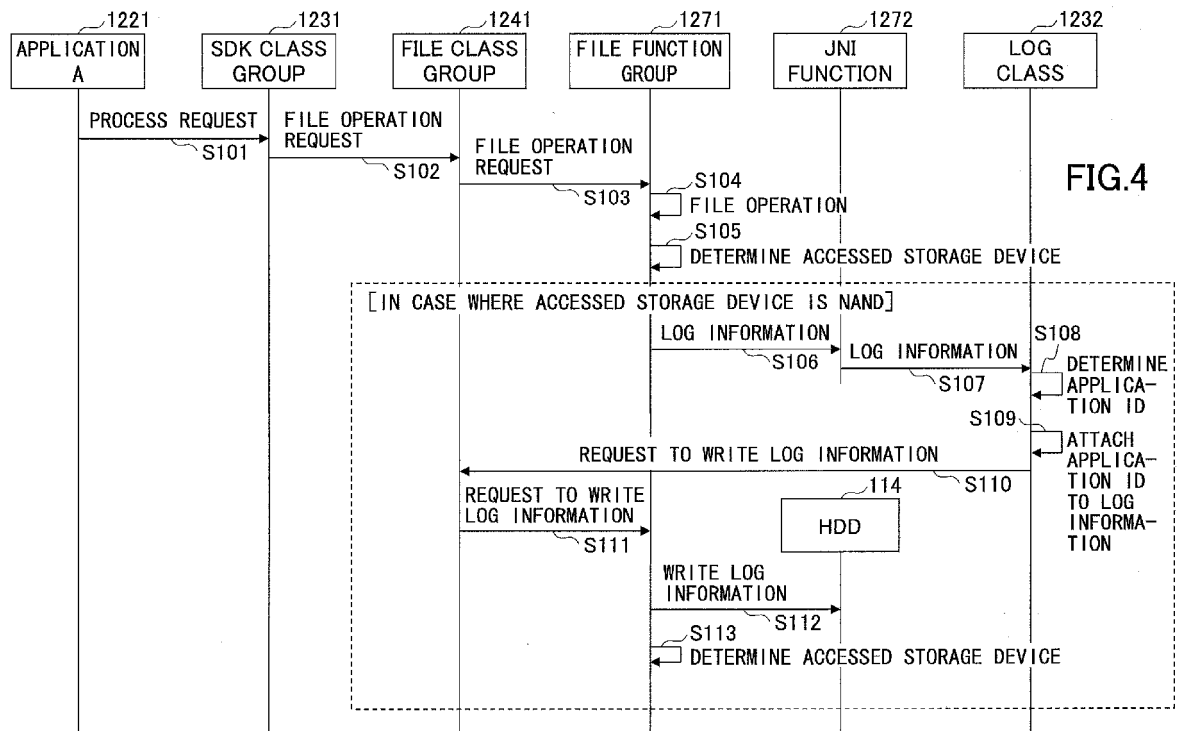 1221
1231
1241
1271
1272
1232
APPLICATION
A
SDK CLASS
GROUP
FILE CLASS
GROUP
FILE FUNCTION
GROUP
JNI
FUNCTION
LOG
CLASS
PROCESS REQUEST
S101
FILE OPERATION
REQUEST
S102
FILE OPERATION
REQUEST
S103
S104
FILE OPERATION
FIG.4
S105
DETERMINE ACCESSED STORAGE DEVICE
[IN CASE WHERE ACCESSED STORAGE DEVICE IS NAND]
LOG INFORMATION
S106
LOG INFORMATION
S107
S108
DETERMINE
APPLICA-
TION ID
S109
ATTACH
APPLICA-
TION ID
TO LOG
INFORMA-
TION
REQUEST TO WRITE LOG INFORMATION
S110
REQUEST TO WRITE
LOG INFORMATION
S111
114
HDD
WRITE LOG
INFORMATION
S112
S113
DETERMINE ACCESSED STORAGE DEVICE